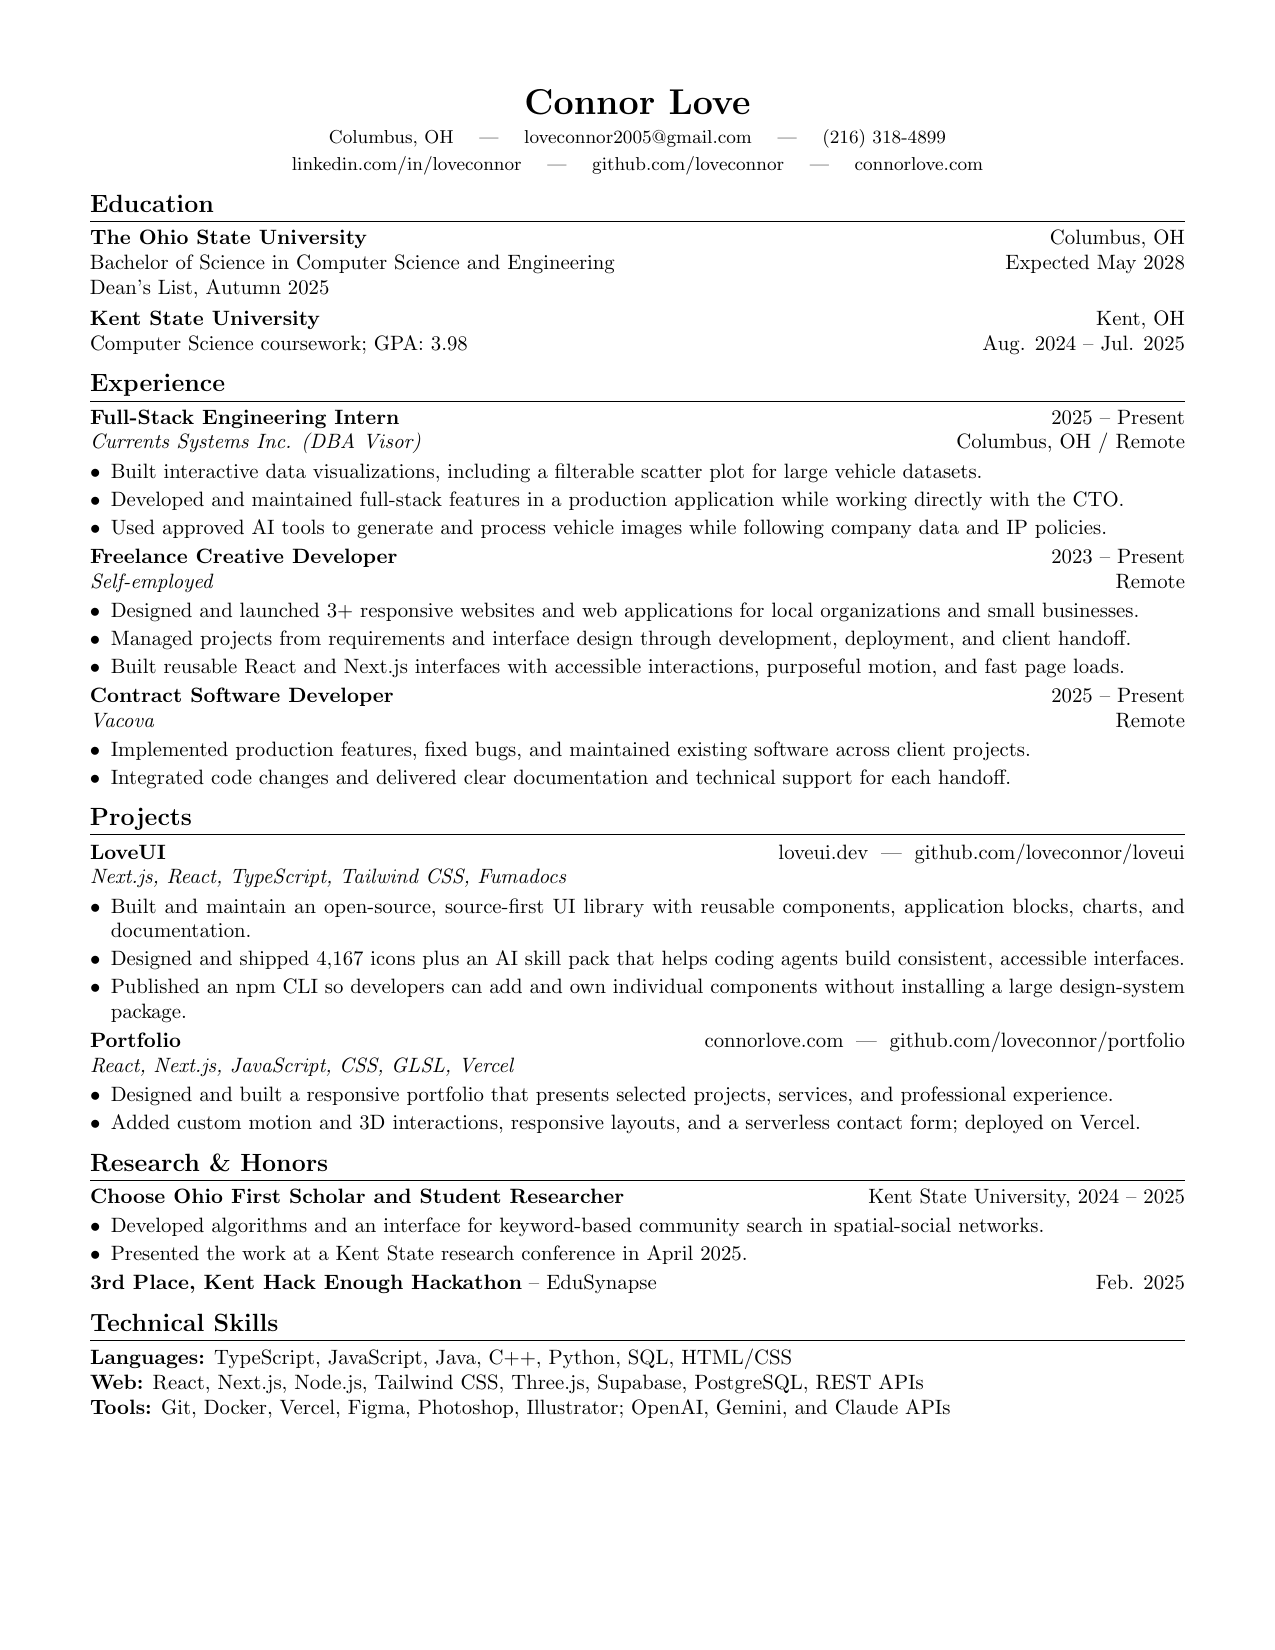 Connor Love
Columbus, OH — loveconnor2005@gmail.com — (216) 318-4899
linkedin.com/in/loveconnor — github.com/loveconnor — connorlove.com
Education
The Ohio State University Columbus, OH
Bachelor of Science in Computer Science and Engineering Expected May 2028
Dean's List, Autumn 2025
Kent State University Kent, OH
Computer Science coursework; GPA: 3.98 Aug. 2024 – Jul. 2025
Experience
Full-Stack Engineering Intern 2025 – Present
Currents Systems Inc. (DBA Visor) Columbus, OH / Remote
• Built interactive data visualizations, including a filterable scatter plot for large vehicle datasets.
• Developed and maintained full-stack features in a production application while working directly with the CTO.
• Used approved AI tools to generate and process vehicle images while following company data and IP policies.
Freelance Creative Developer 2023 – Present
Self-employed Remote
• Designed and launched 3+ responsive websites and web applications for local organizations and small businesses.
• Managed projects from requirements and interface design through development, deployment, and client handoff.
• Built reusable React and Next.js interfaces with accessible interactions, purposeful motion, and fast page loads.
Contract Software Developer 2025 – Present
Vacova Remote
• Implemented production features, fixed bugs, and maintained existing software across client projects.
• Integrated code changes and delivered clear documentation and technical support for each handoff.
Projects
LoveUI loveui.dev — github.com/loveconnor/loveui
Next.js, React, TypeScript, Tailwind CSS, Fumadocs
• Built and maintain an open-source, source-first UI library with reusable components, application blocks, charts, and
documentation.
• Designed and shipped 4,167 icons plus an AI skill pack that helps coding agents build consistent, accessible interfaces.
• Published an npm CLI so developers can add and own individual components without installing a large design-system
package.
Portfolio connorlove.com — github.com/loveconnor/portfolio
React, Next.js, JavaScript, CSS, GLSL, Vercel
• Designed and built a responsive portfolio that presents selected projects, services, and professional experience.
• Added custom motion and 3D interactions, responsive layouts, and a serverless contact form; deployed on Vercel.
Research & Honors
Choose Ohio First Scholar and Student Researcher Kent State University, 2024 – 2025
• Developed algorithms and an interface for keyword-based community search in spatial-social networks.
• Presented the work at a Kent State research conference in April 2025.
3rd Place, Kent Hack Enough Hackathon – EduSynapse Feb. 2025
Technical Skills
Languages: TypeScript, JavaScript, Java, C++, Python, SQL, HTML/CSS
Web: React, Next.js, Node.js, Tailwind CSS, Three.js, Supabase, PostgreSQL, REST APIs
Tools: Git, Docker, Vercel, Figma, Photoshop, Illustrator; OpenAI, Gemini, and Claude APIs